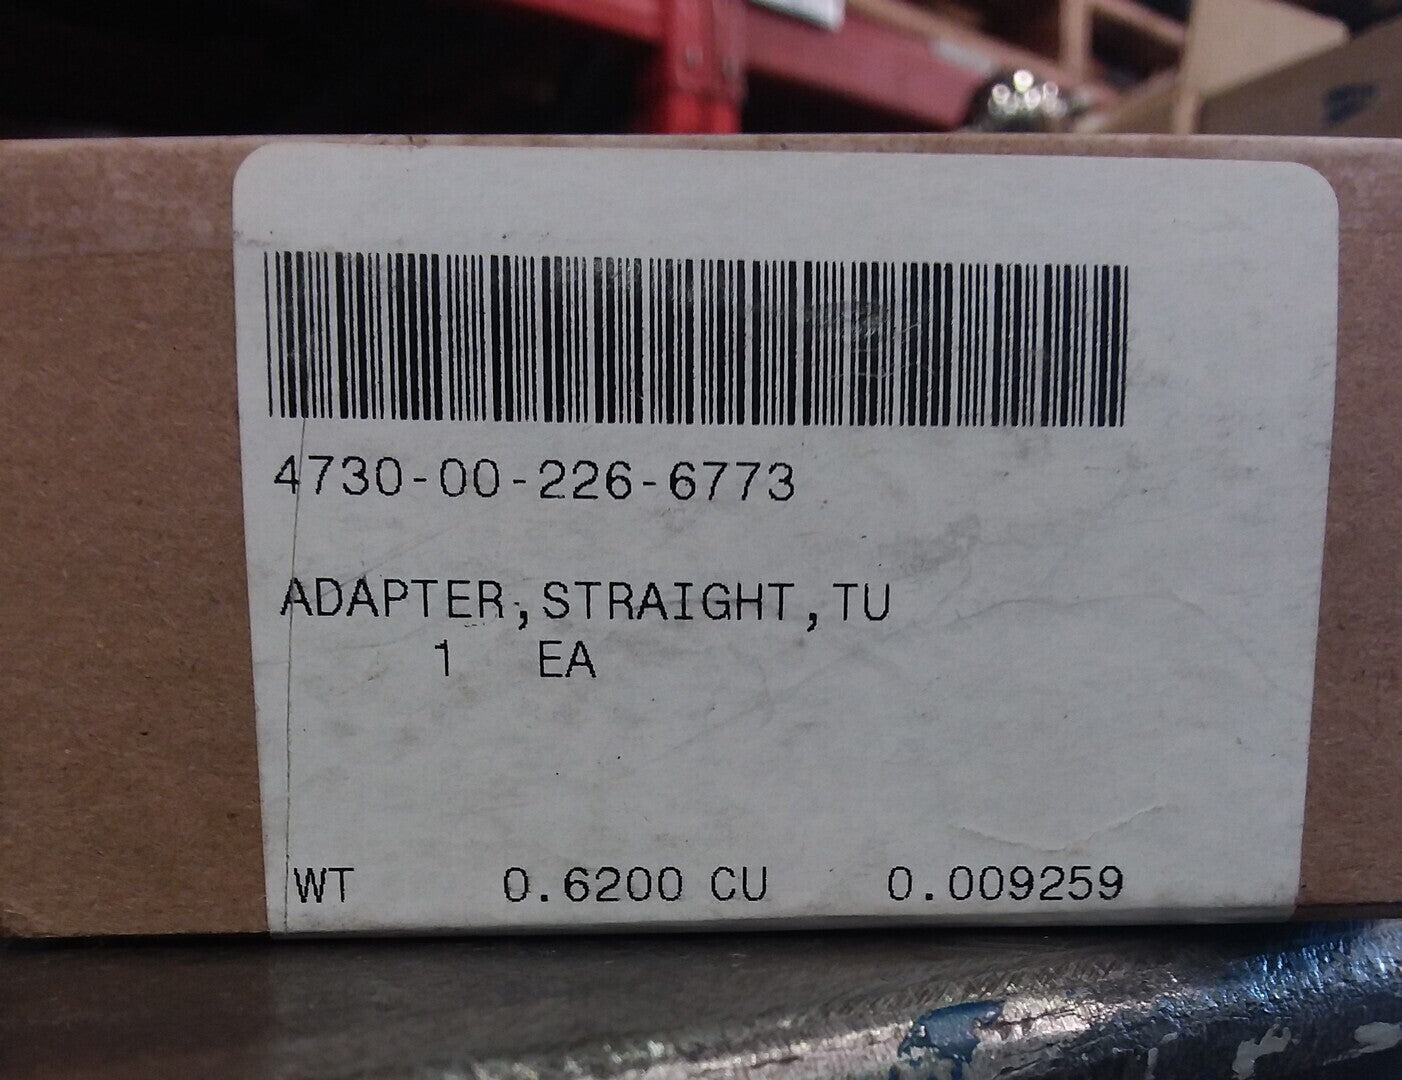 4730-00-226-6773
ADAPTER,STRAIGHT,TU
1 EA
WT 0.6200 CU 0.009259